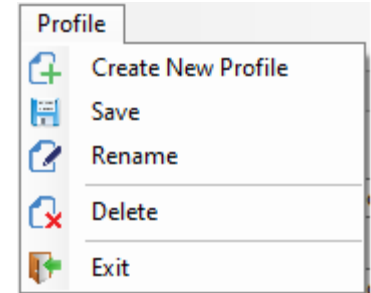 Profile
Create New Profile
Save
Rename
Delete
Exit